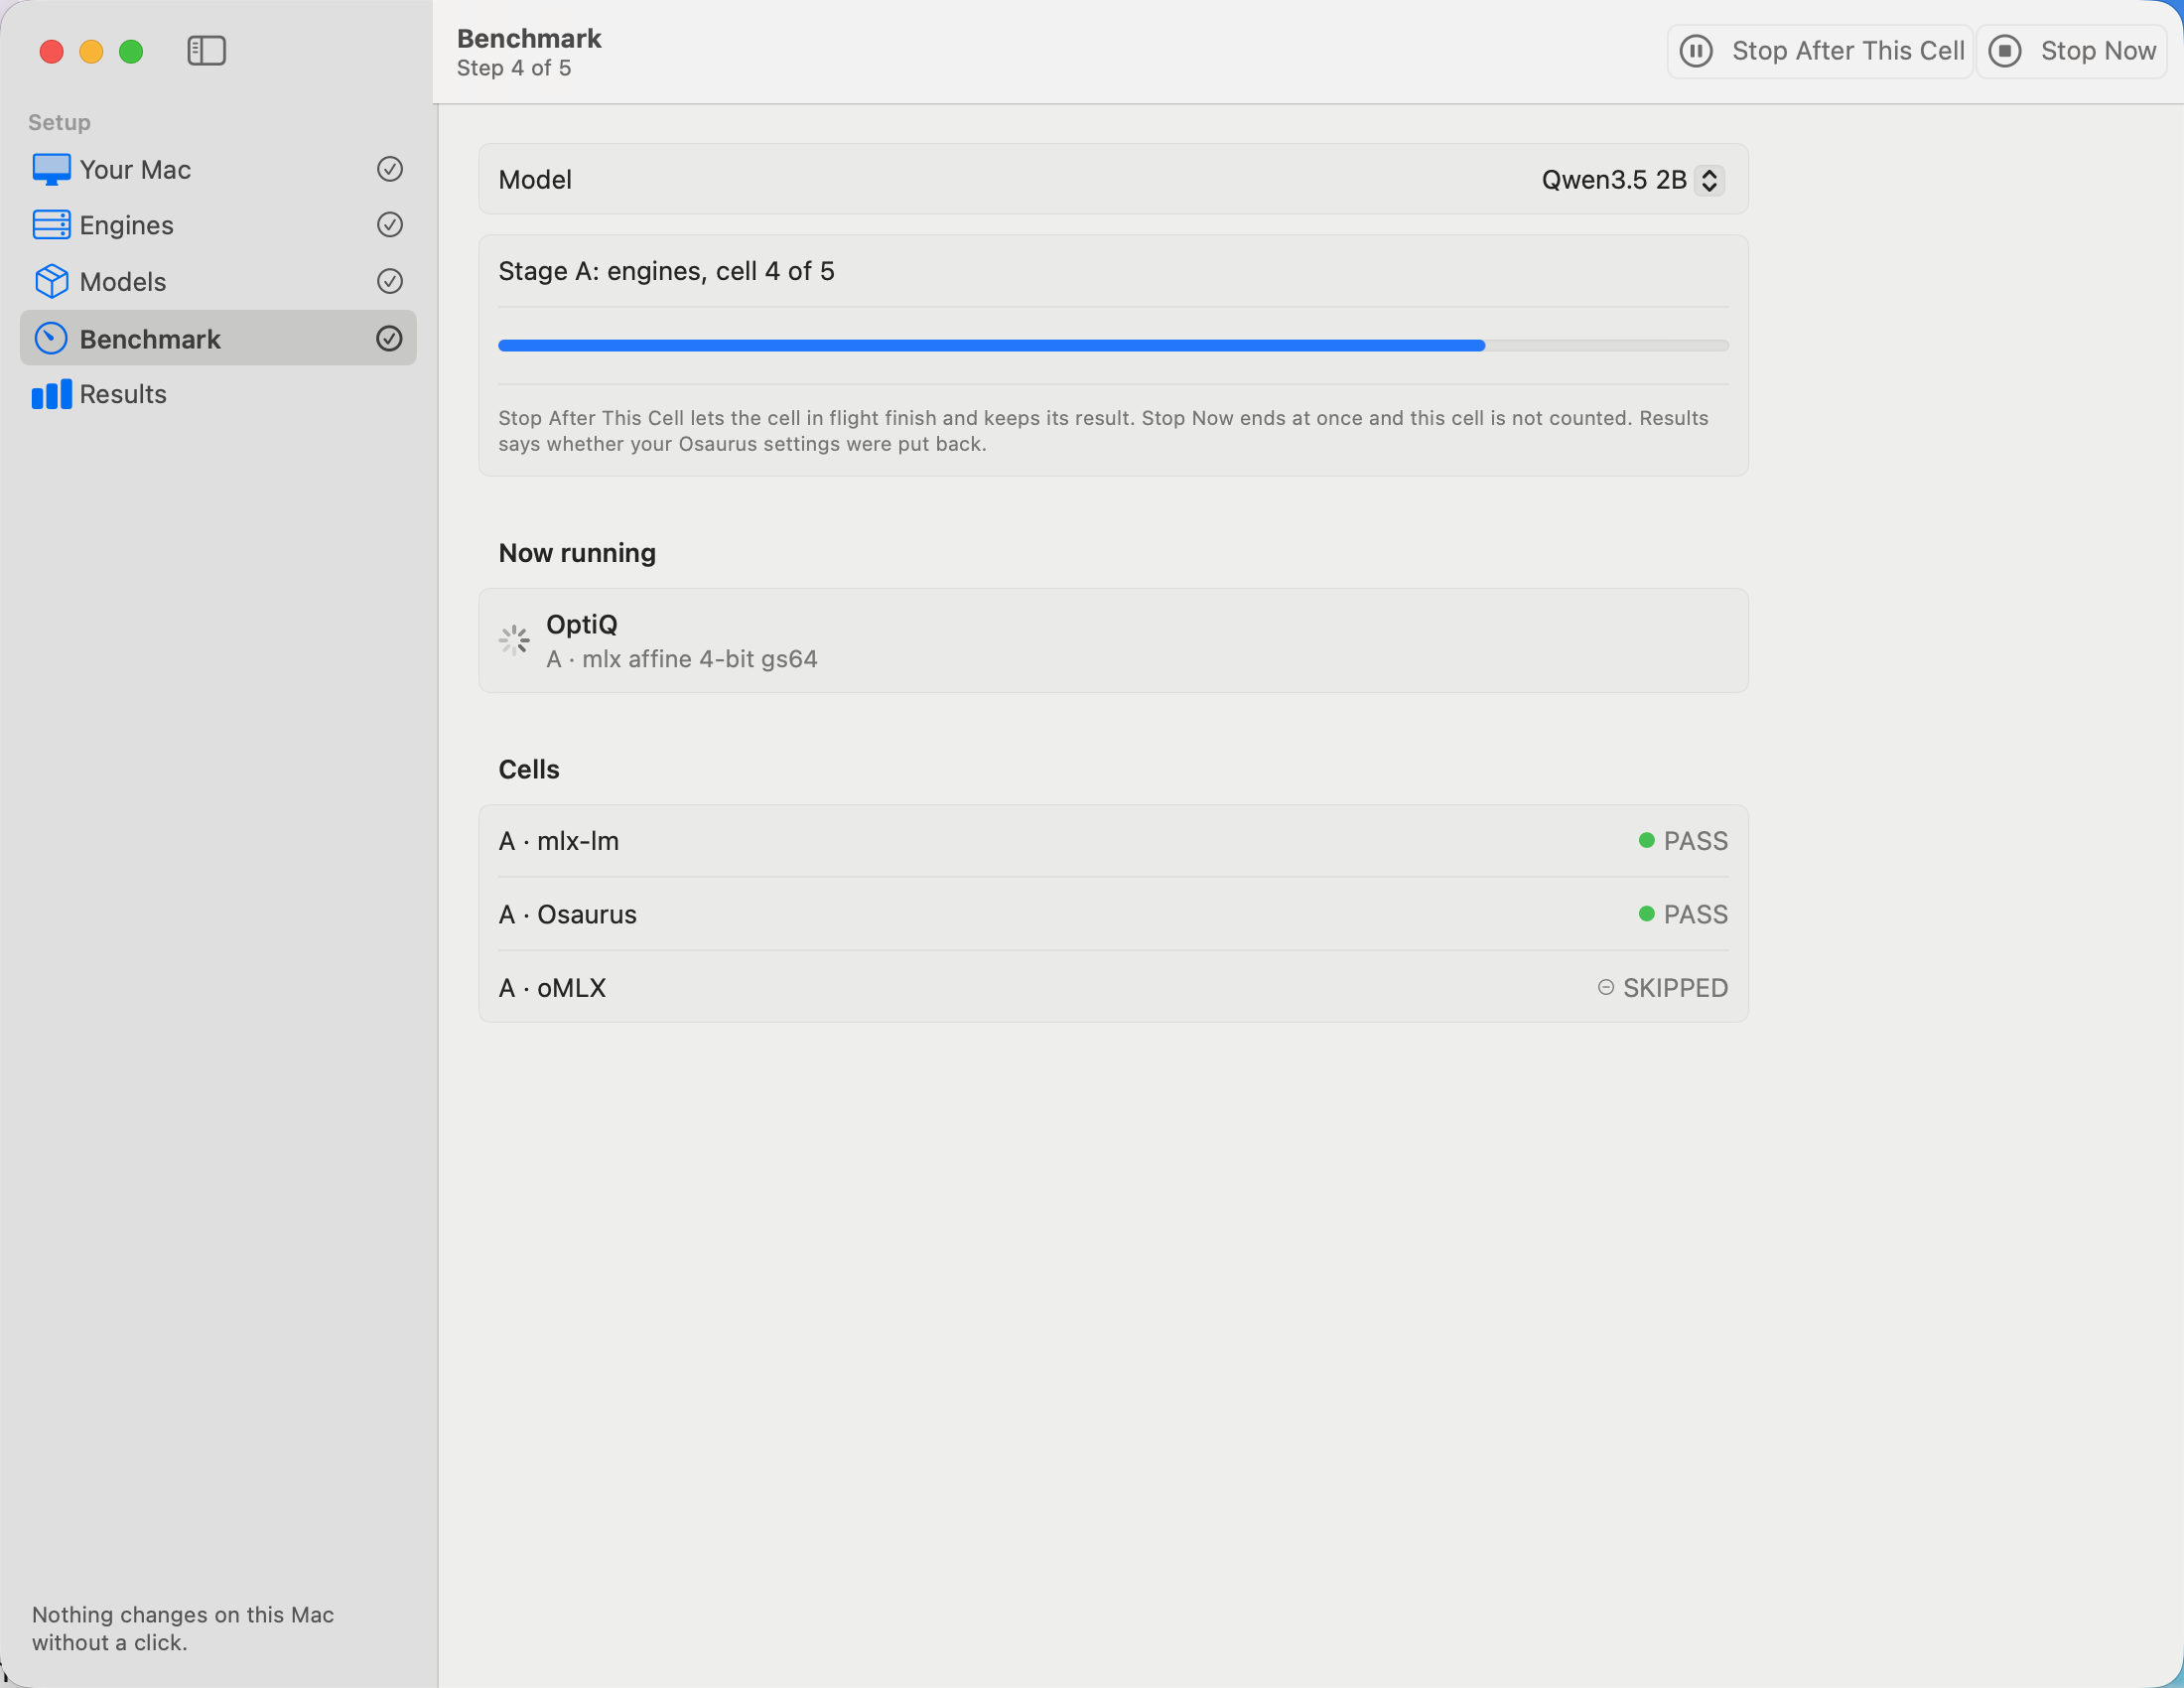 Benchmark
Step 4 of 5
Stop After This Cell
Stop Now
Setup
Your Mac
Engines
Models
Benchmark
Results
Model
Qwen3.5 2B
Stage A: engines, cell 4 of 5
Stop After This Cell lets the cell in flight finish and keeps its result. Stop Now ends at once and this cell is not counted. Results
says whether your Osaurus settings were put back.
Now running
OptiQ
A · mlx affine 4-bit gs64
Cells
A · mlx-lm
PASS
A · Osaurus
PASS
A · oMLX
SKIPPED
Nothing changes on this Mac
without a click.